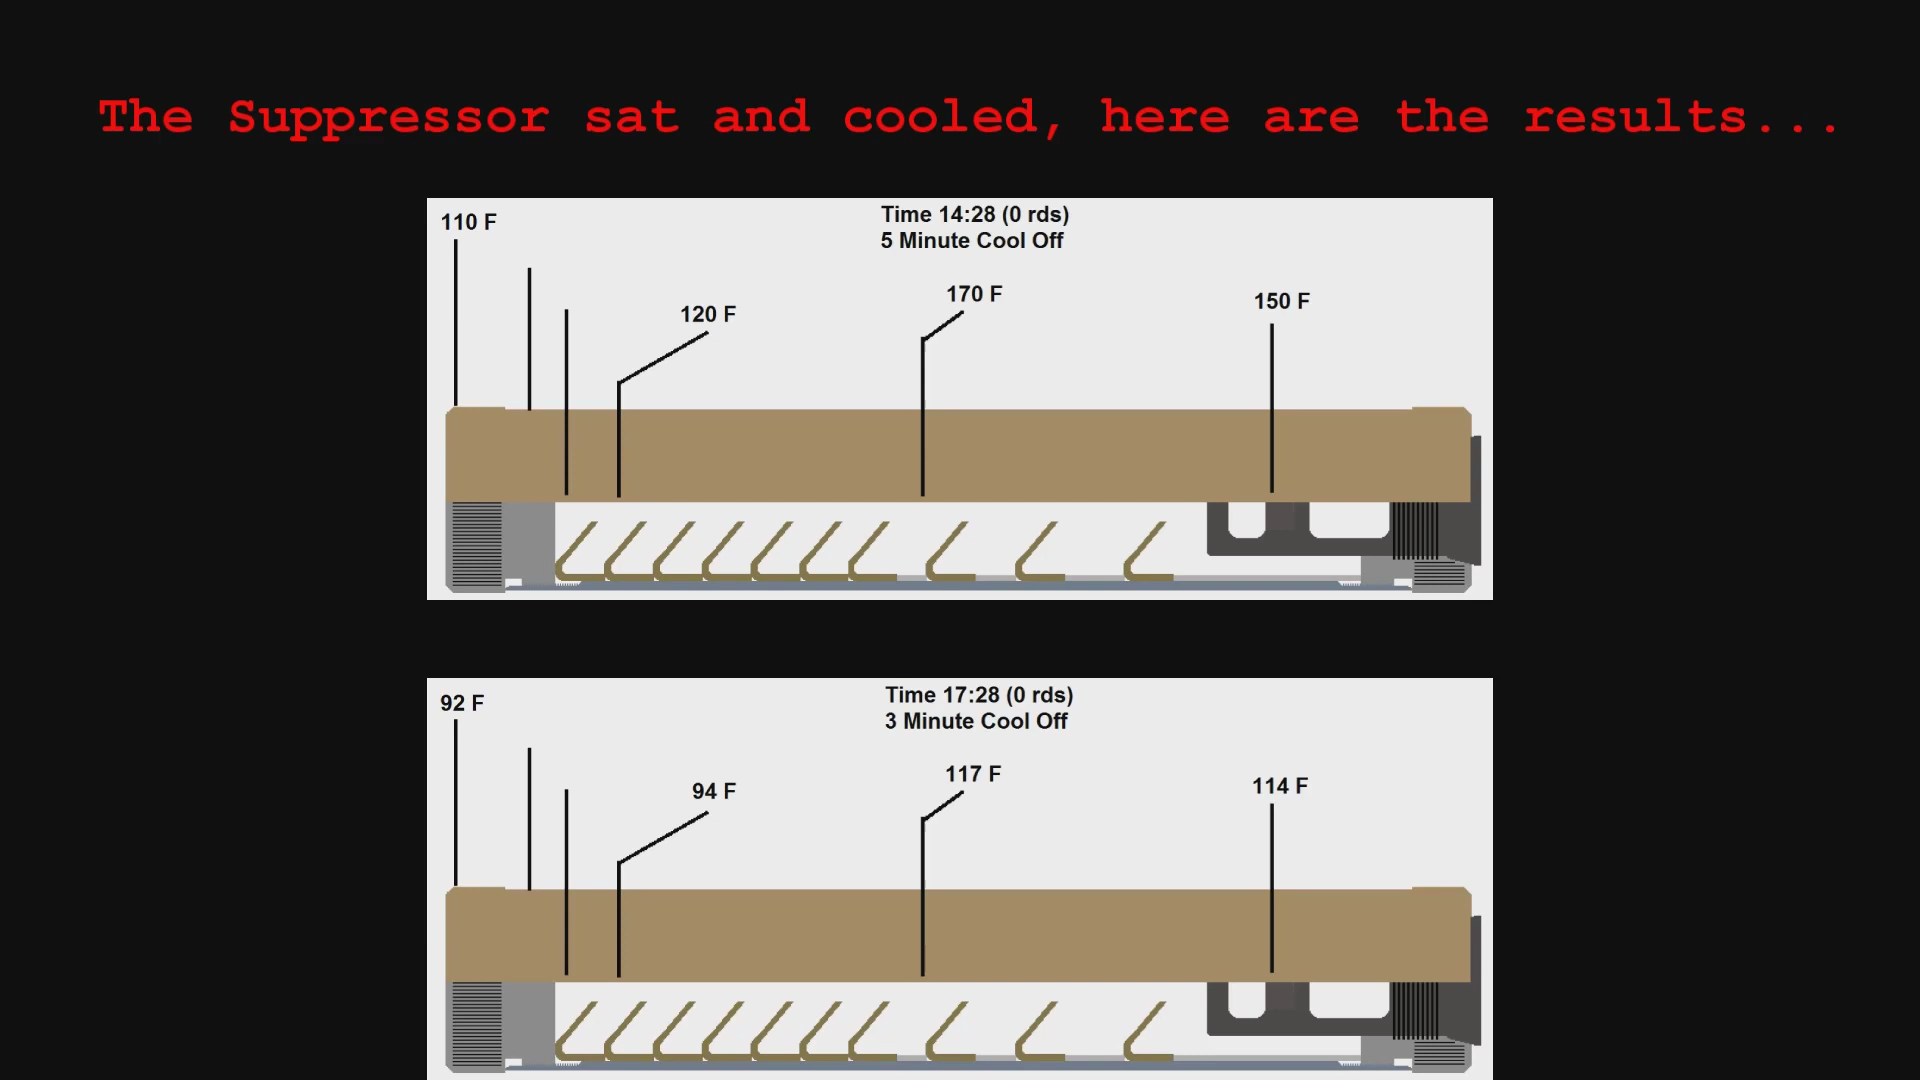 The Suppressor sat and cooled, here are the results...
110 F
Time 14:28 (0 rds)
5 Minute Cool Off
120 F
170 F
150 F
92 F
Time 17:28 (0 rds)
3 Minute Cool Off
94 F
117 F
114 F